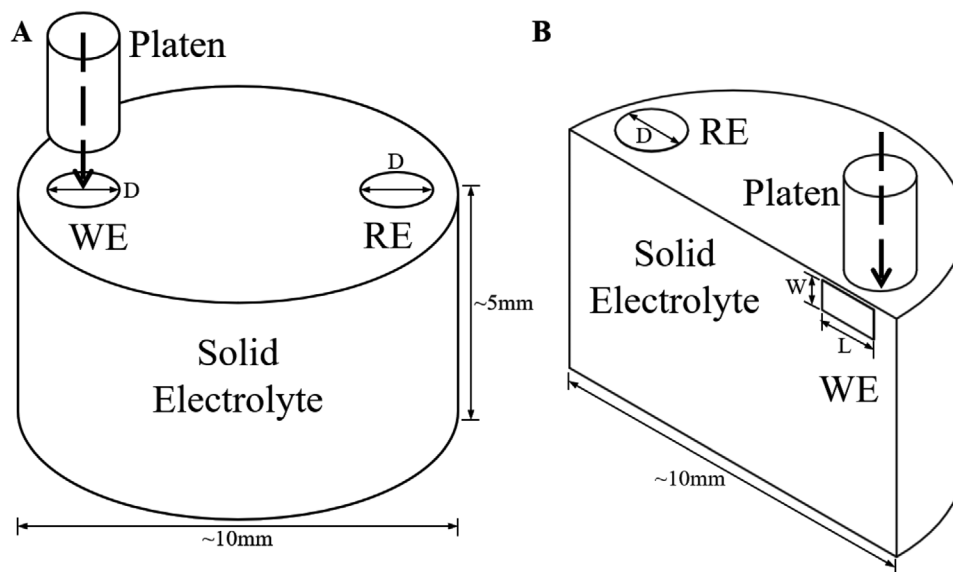 A
Platen
D
D
WE
RE
~5mm
Solid
Electrolyte
~10mm
B
D
RE
Platen
Solid
Electrolyte
W
L
WE
~10mm